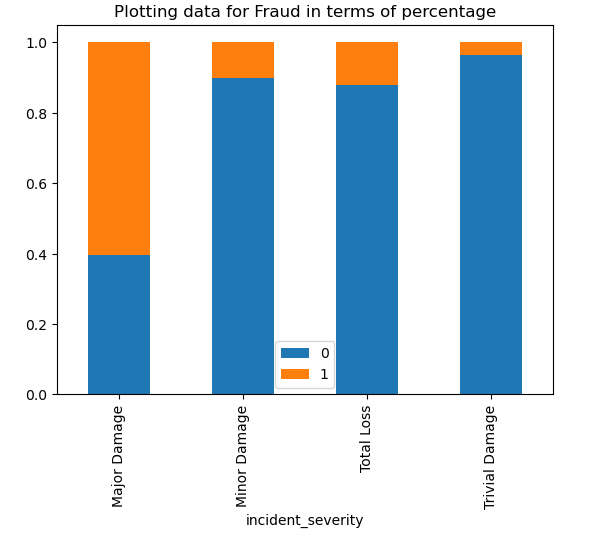 Plotting data for Fraud in terms of percentage
1.0
0.8
0.6
0.4
0.2
0.0
0
1
Major Damage
Minor Damage
Total Loss
Trivial Damage
incident_severity